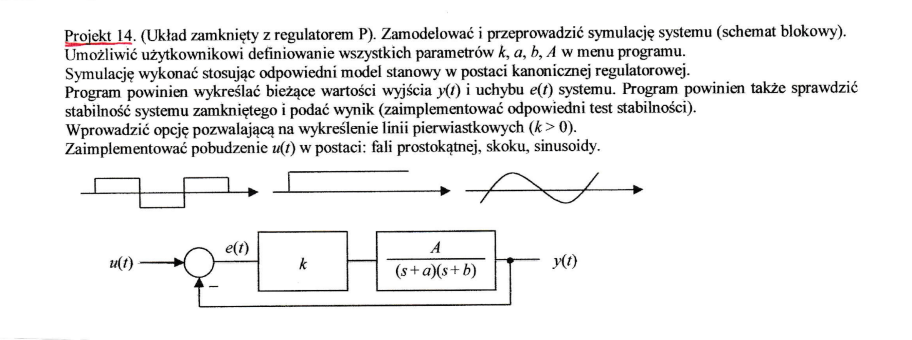 Projekt 14. (Układ zamknięty z regulatorem P). Zamodelować i przeprowadzić symulację systemu (schemat blokowy).
Umożliwić użytkownikowi definiowanie wszystkich parametrów k, a, b, A w menu programu.
Symulację wykonać stosując odpowiedni model stanowy w postaci kanonicznej regulatorowej.
Program powinien wykreślać bieżące wartości wyjścia y(t) i uchybu e(t) systemu. Program powinien także sprawdzić
stabilność systemu zamkniętego i podać wynik (zaimplementować odpowiedni test stabilności).
Wprowadzić opcję pozwalającą na wykreślenie linii pierwiastkowych (k > 0).
Zaimplementować pobudzenie u(t) w postaci: fali prostokątnej, skoku, sinusoidy.
u(t)
e(t)
k
A
(s + a)(s + b)
y(t)
−